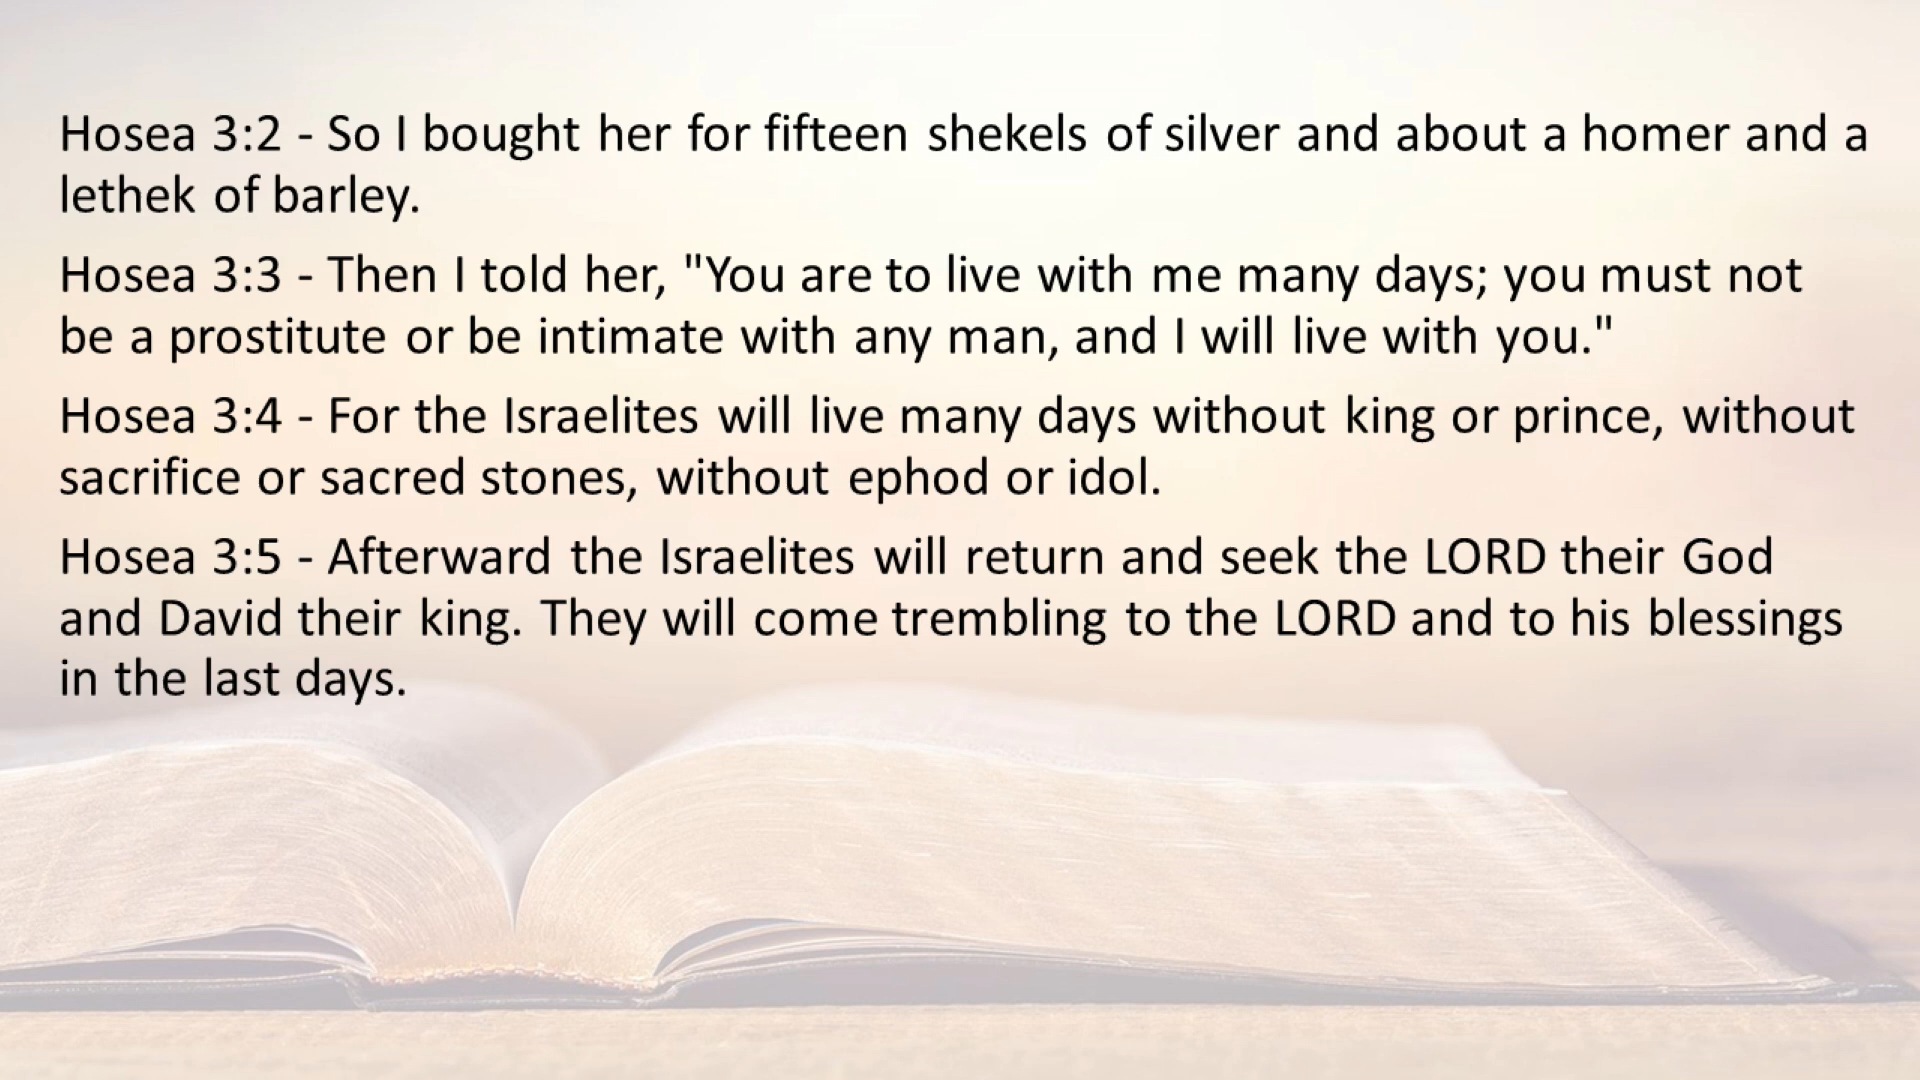 Hosea 3:2 - So I bought her for fifteen shekels of silver and about a homer and a
lethek of barley.
Hosea 3:3 - Then I told her, "You are to live with me many days; you must not
be a prostitute or be intimate with any man, and I will live with you."
Hosea 3:4 - For the Israelites will live many days without king or prince, without
sacrifice or sacred stones, without ephod or idol.
Hosea 3:5 - Afterward the Israelites will return and seek the LORD their God
and David their king. They will come trembling to the LORD and to his blessings
in the last days.